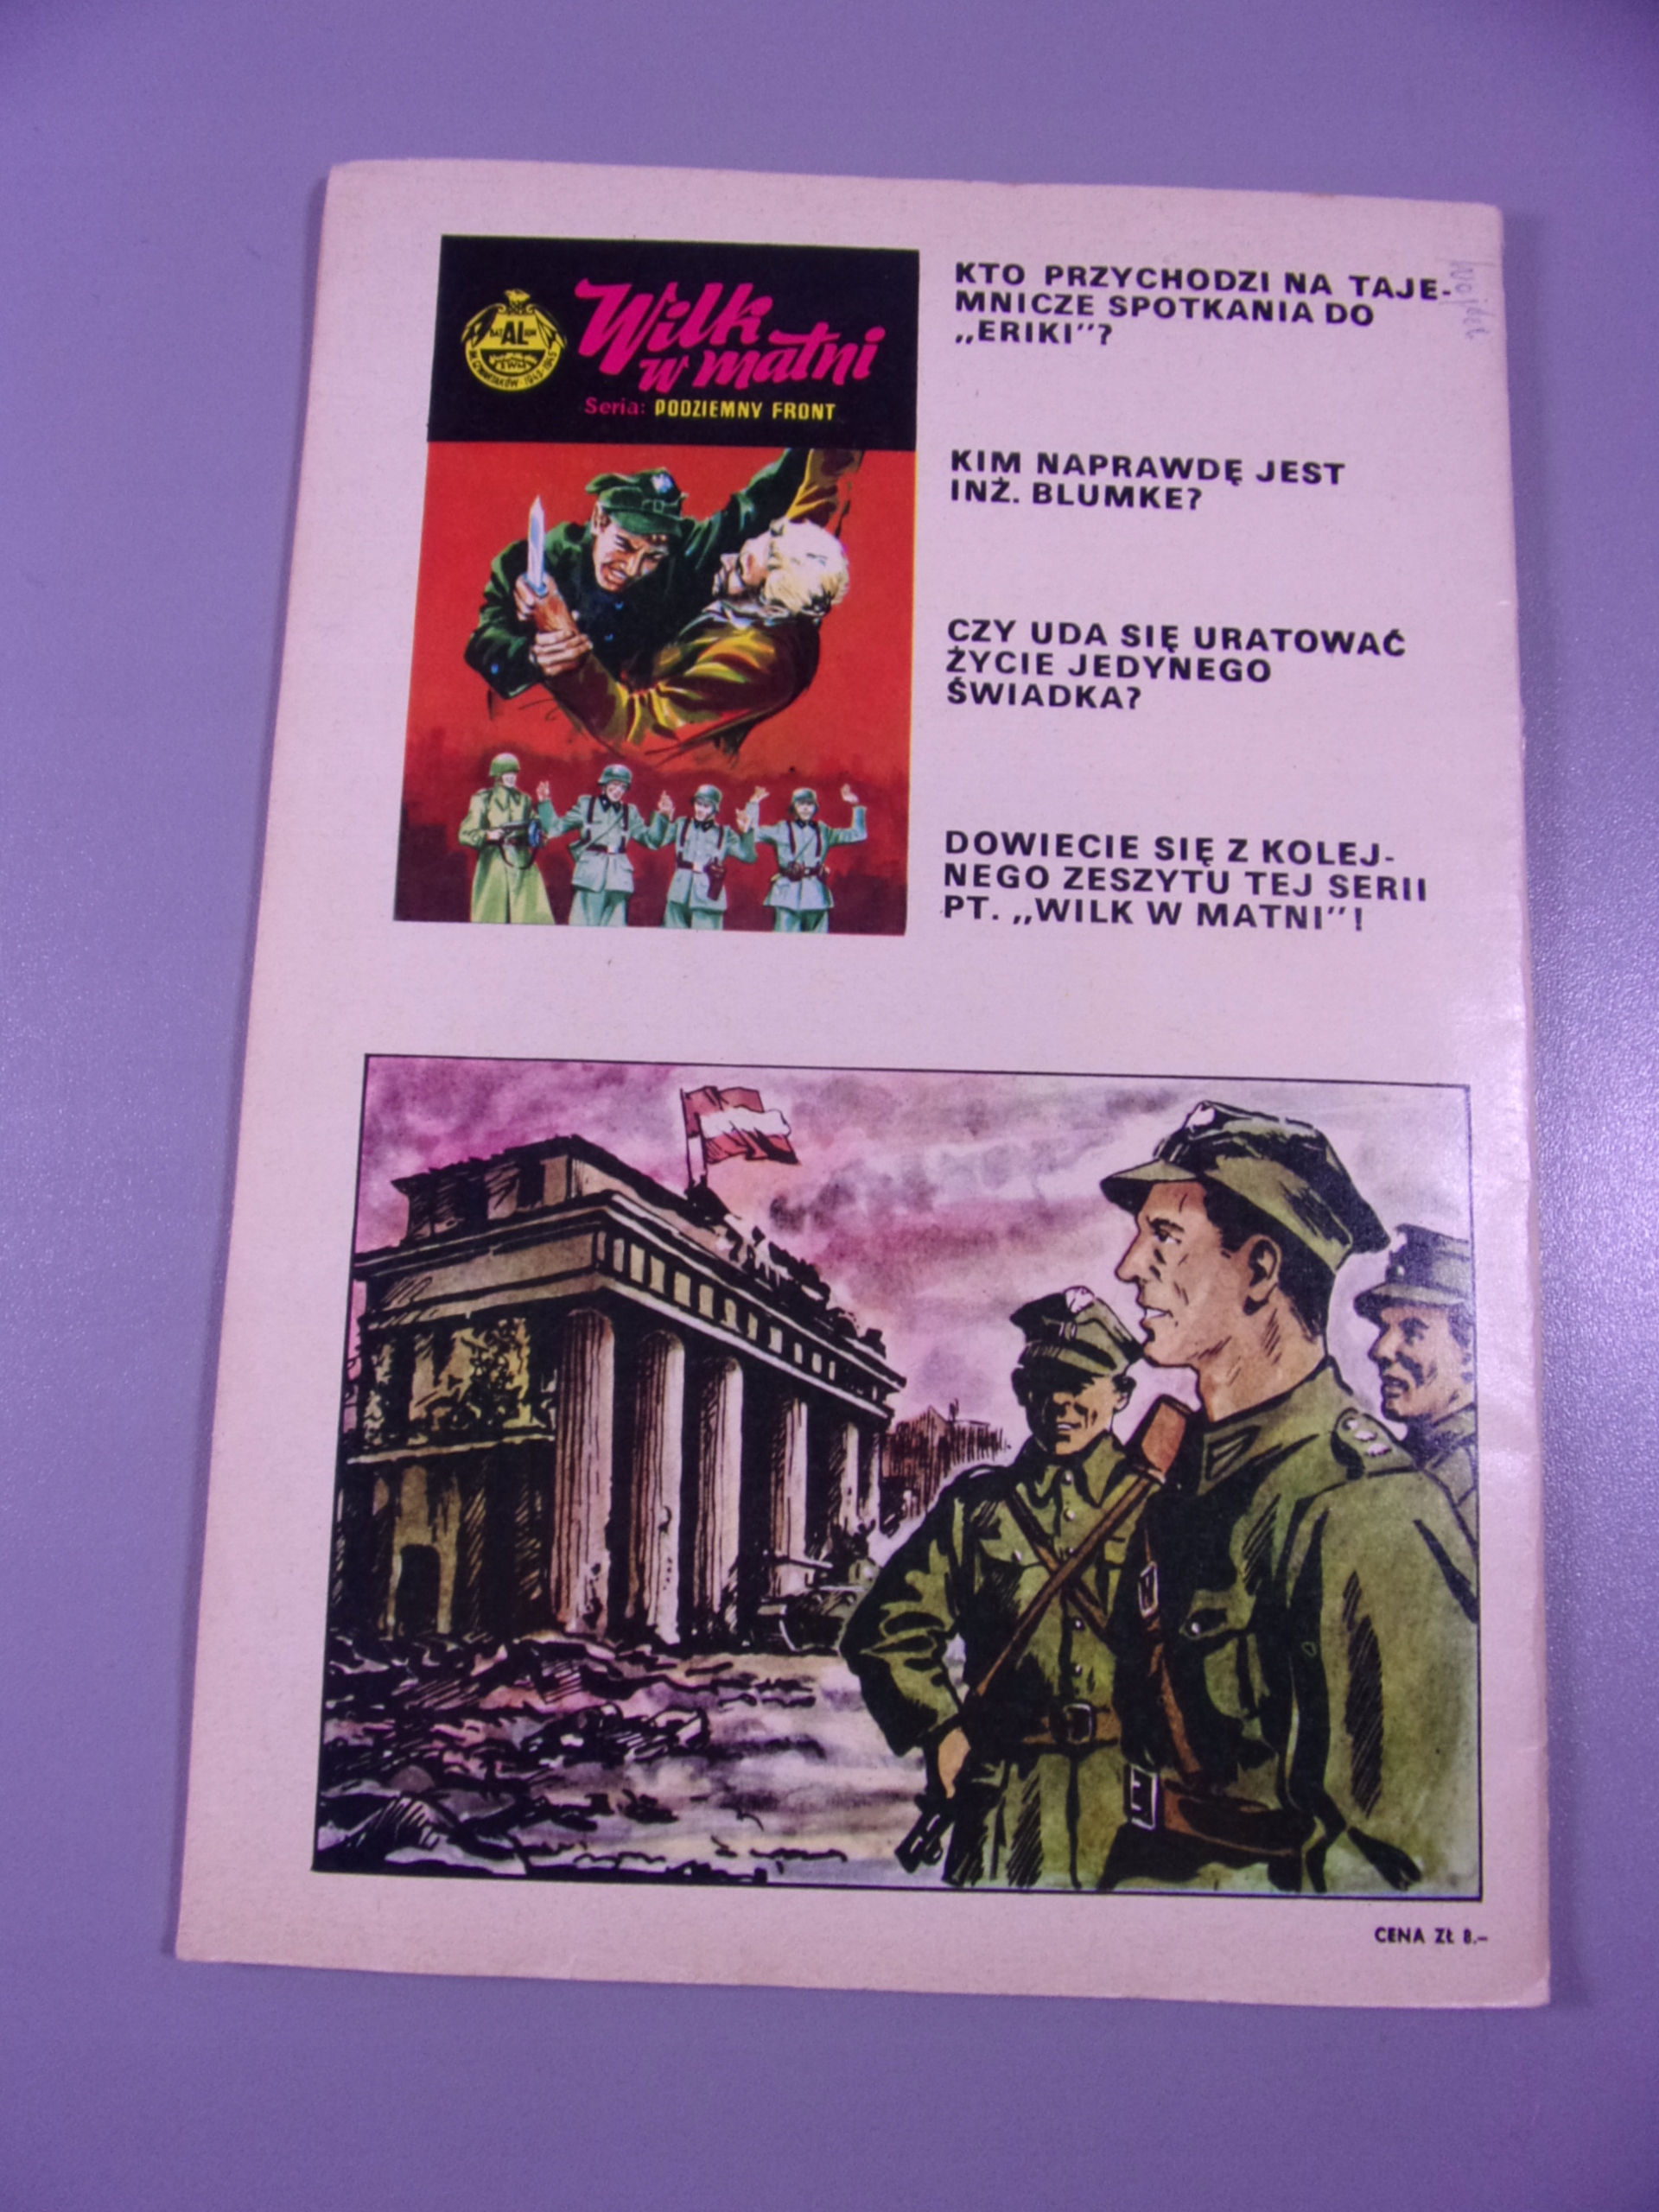 Wilk
w matni
Seria: PODZIEMNY FRONT
AL
KTO PRZYCHODZI NA TAJE-
MNICZE SPOTKANIA DO
„ERIKI”?
KIM NAPRAWDĘ JEST
INŻ. BLUMKE?
CZY UDA SIĘ URATOWAĆ
ŻYCIE JEDYNEGO
ŚWIADKA?
DOWIECIE SIĘ Z KOLEJ-
NEGO ZESZYTU TEJ SERII
PT. „WILK W MATNI”!
CENA ZŁ 8.–